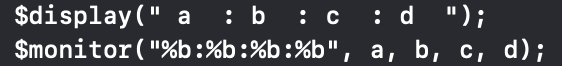 $display(" a  : b  : c  : d  ");
$monitor("%b:%b:%b:%b", a, b, c, d);